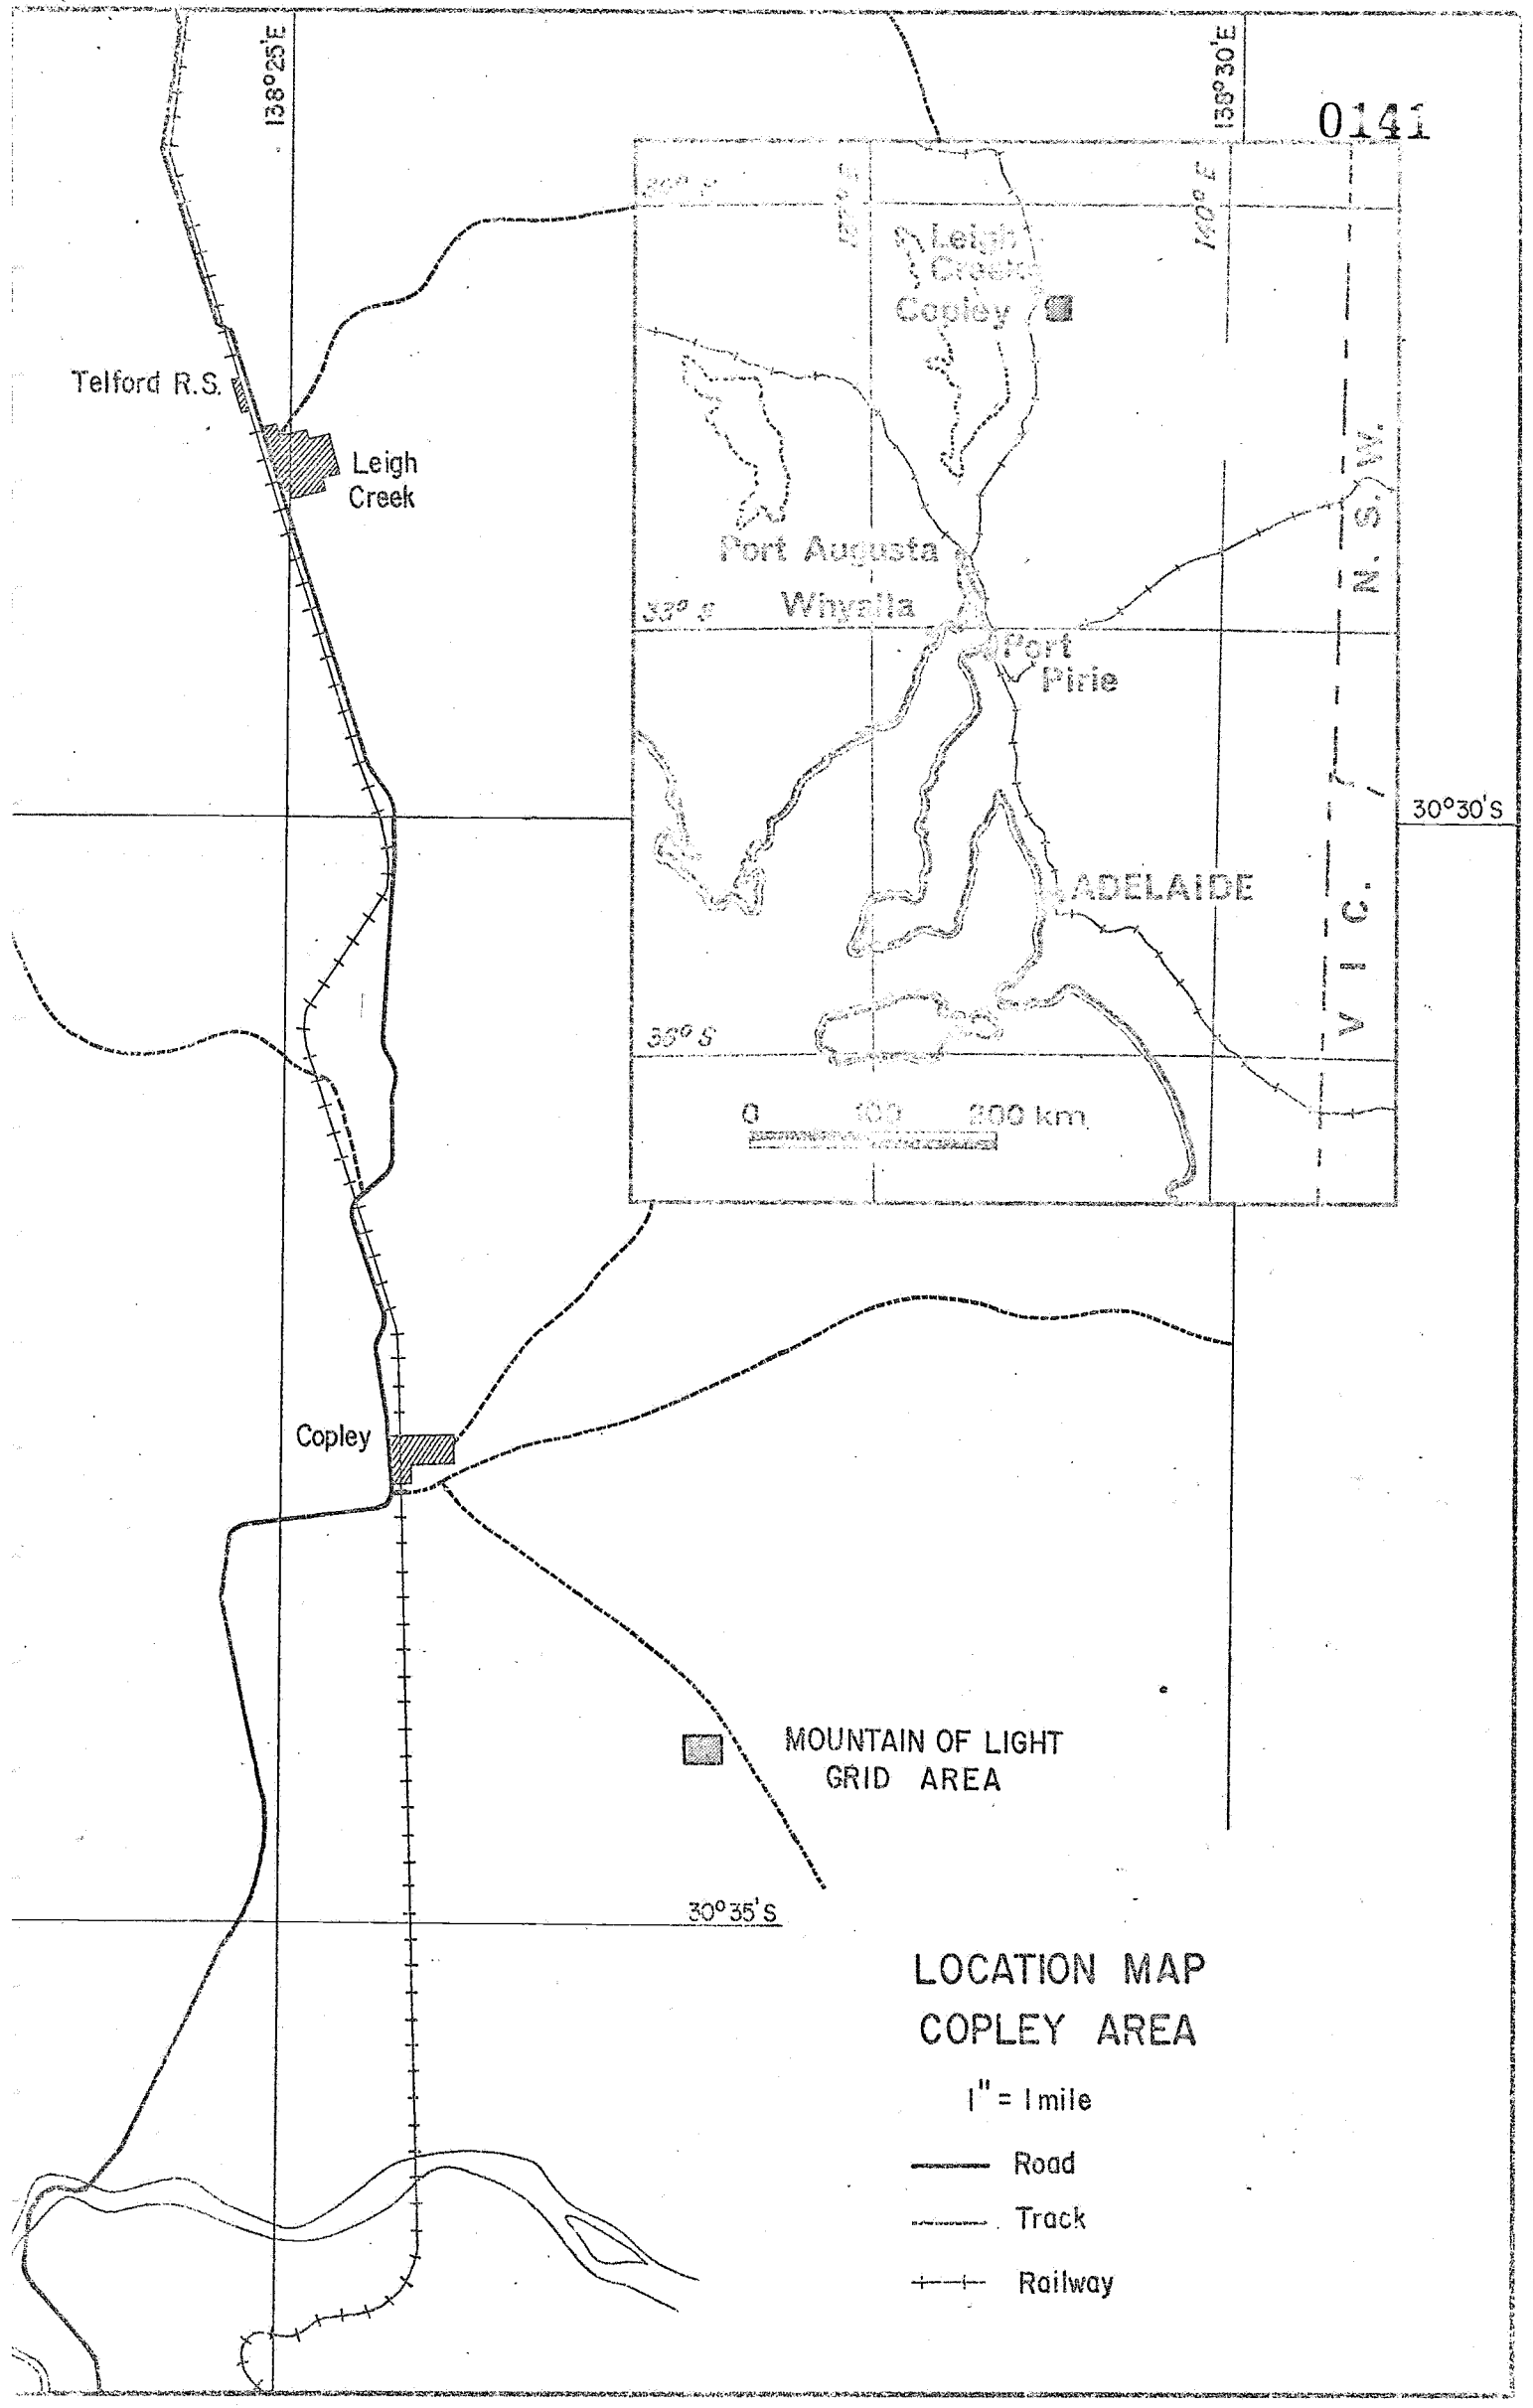 138°25'E
138°30'E
0141
140° E
Leigh
Creek
Copley
Telford R.S.
Leigh
Creek
N. S. W.
Port Augusta
33° S
Whyalla
Port
Pirie
30°30'S
ADELAIDE
VIC.
36° S
0 100 200 km.
Copley
MOUNTAIN OF LIGHT
GRID AREA
30°35'S
LOCATION MAP
COPLEY AREA
1" = 1 mile
Road
Track
Railway